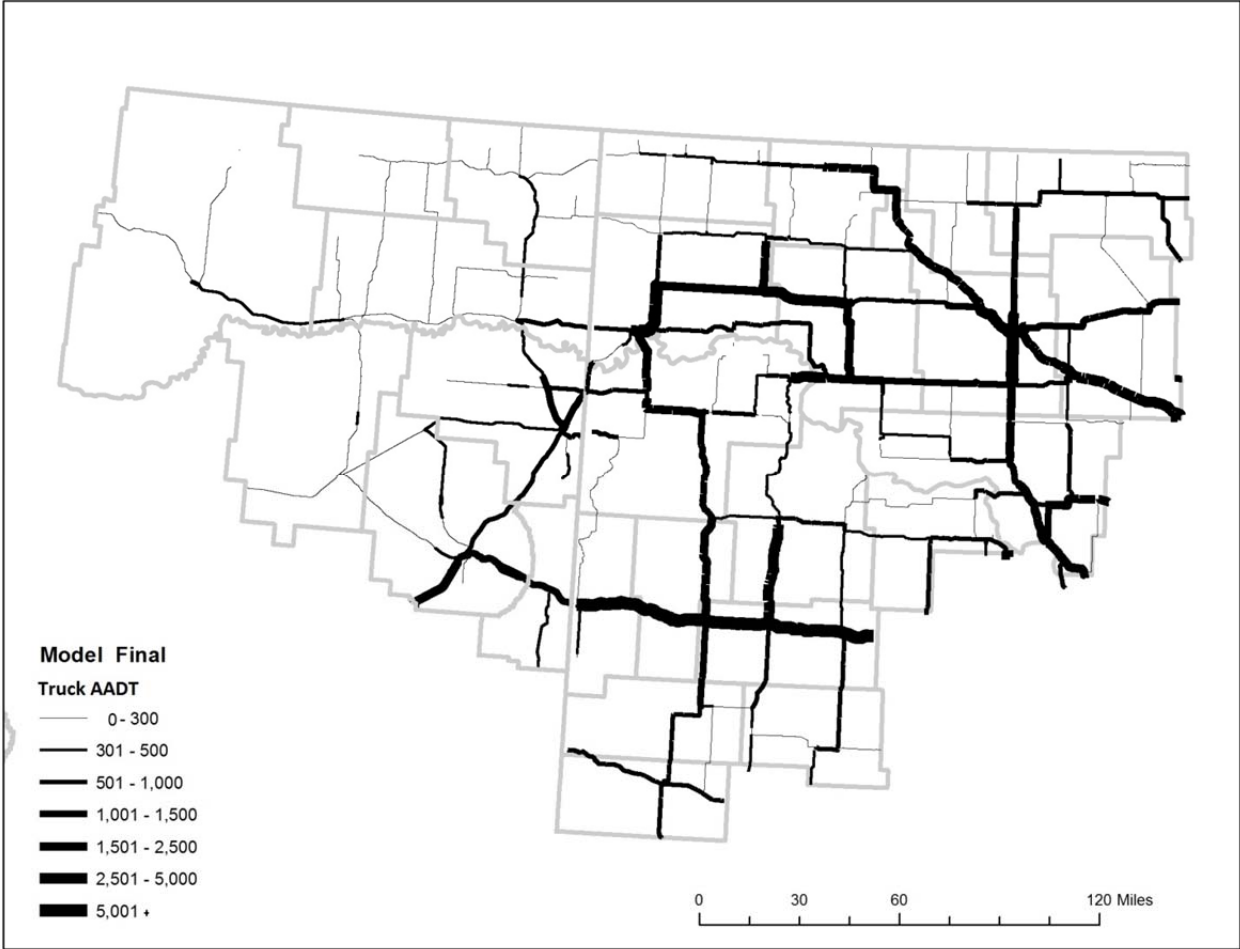 Model Final
Truck AADT
0 - 300
301 - 500
501 - 1,000
1,001 - 1,500
1,501 - 2,500
2,501 - 5,000
5,001 +
0 30 60 120 Miles